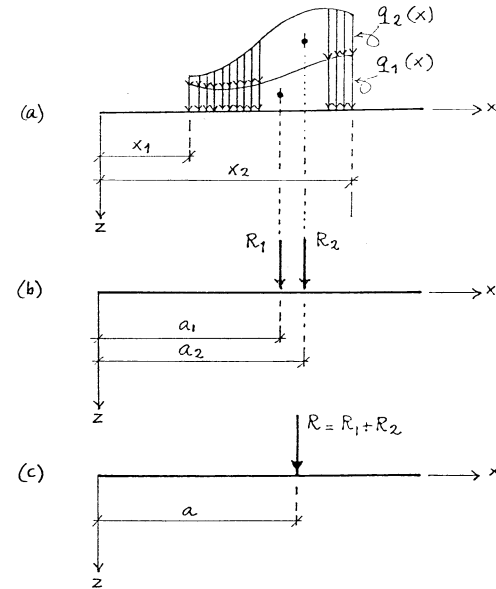 q₂(x)
q₁(x)
(a)
x
x₁
x₂
z
R₁
R₂
(b)
x
a₁
a₂
z
R = R₁ + R₂
(c)
x
a
z